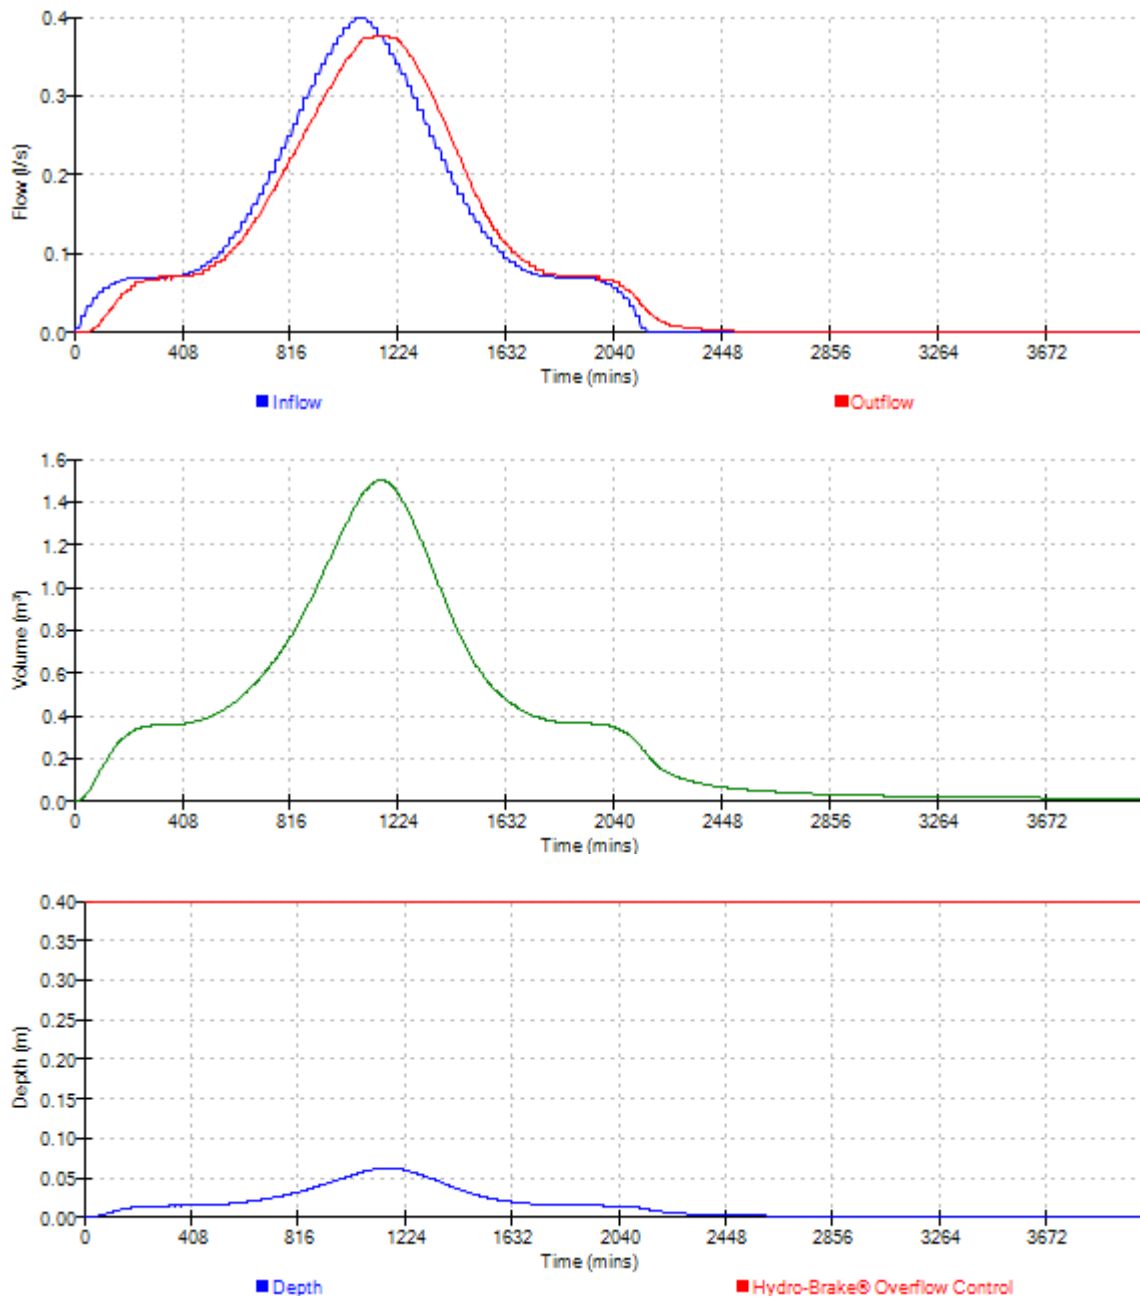 0.4
0.3
0.2
0.1
0.0
Flow (l/s)
0 408 816 1224 1632 2040 2448 2856 3264 3672
Time (mins)
Inflow Outflow
1.6
1.4
1.2
1.0
0.8
0.6
0.4
0.2
0.0
Volume (m³)
0 408 816 1224 1632 2040 2448 2856 3264 3672
Time (mins)
0.40
0.35
0.30
0.25
0.20
0.15
0.10
0.05
0.00
Depth (m)
0 408 816 1224 1632 2040 2448 2856 3264 3672
Time (mins)
Depth Hydro-Brake® Overflow Control